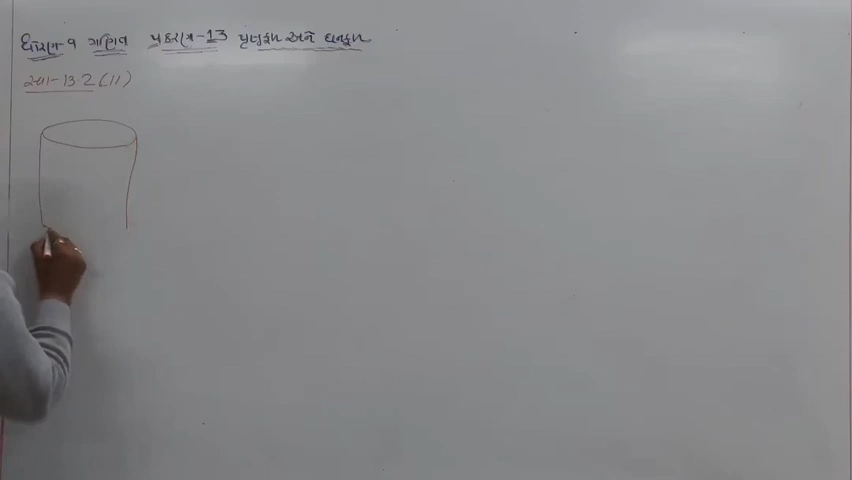 ધોરણ-૧ ગણિત પ્રકરણ-13 પૃષ્ઠફળ અને ઘનફળ
સ્વા-13.2 (11)